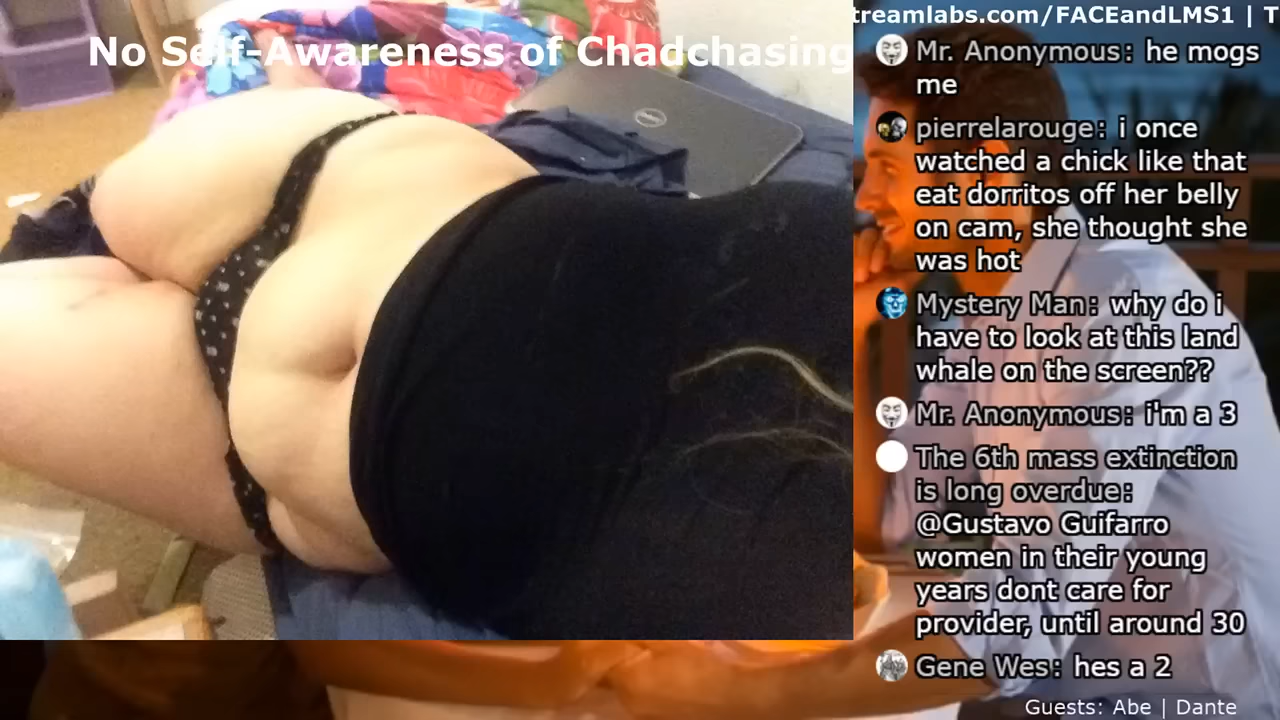 treamlabs.com/FACEandLMS1 | T
No Self-Awareness of Chadchasing
Mr. Anonymous: he mogs
me
pierrelarouge: i once
watched a chick like that
eat dorritos off her belly
on cam, she thought she
was hot
Mystery Man: why do i
have to look at this land
whale on the screen??
Mr. Anonymous: i'm a 3
The 6th mass extinction
is long overdue:
@Gustavo Guifarro
women in their young
years dont care for
provider, until around 30
Gene Wes: hes a 2
Guests: Abe | Dante